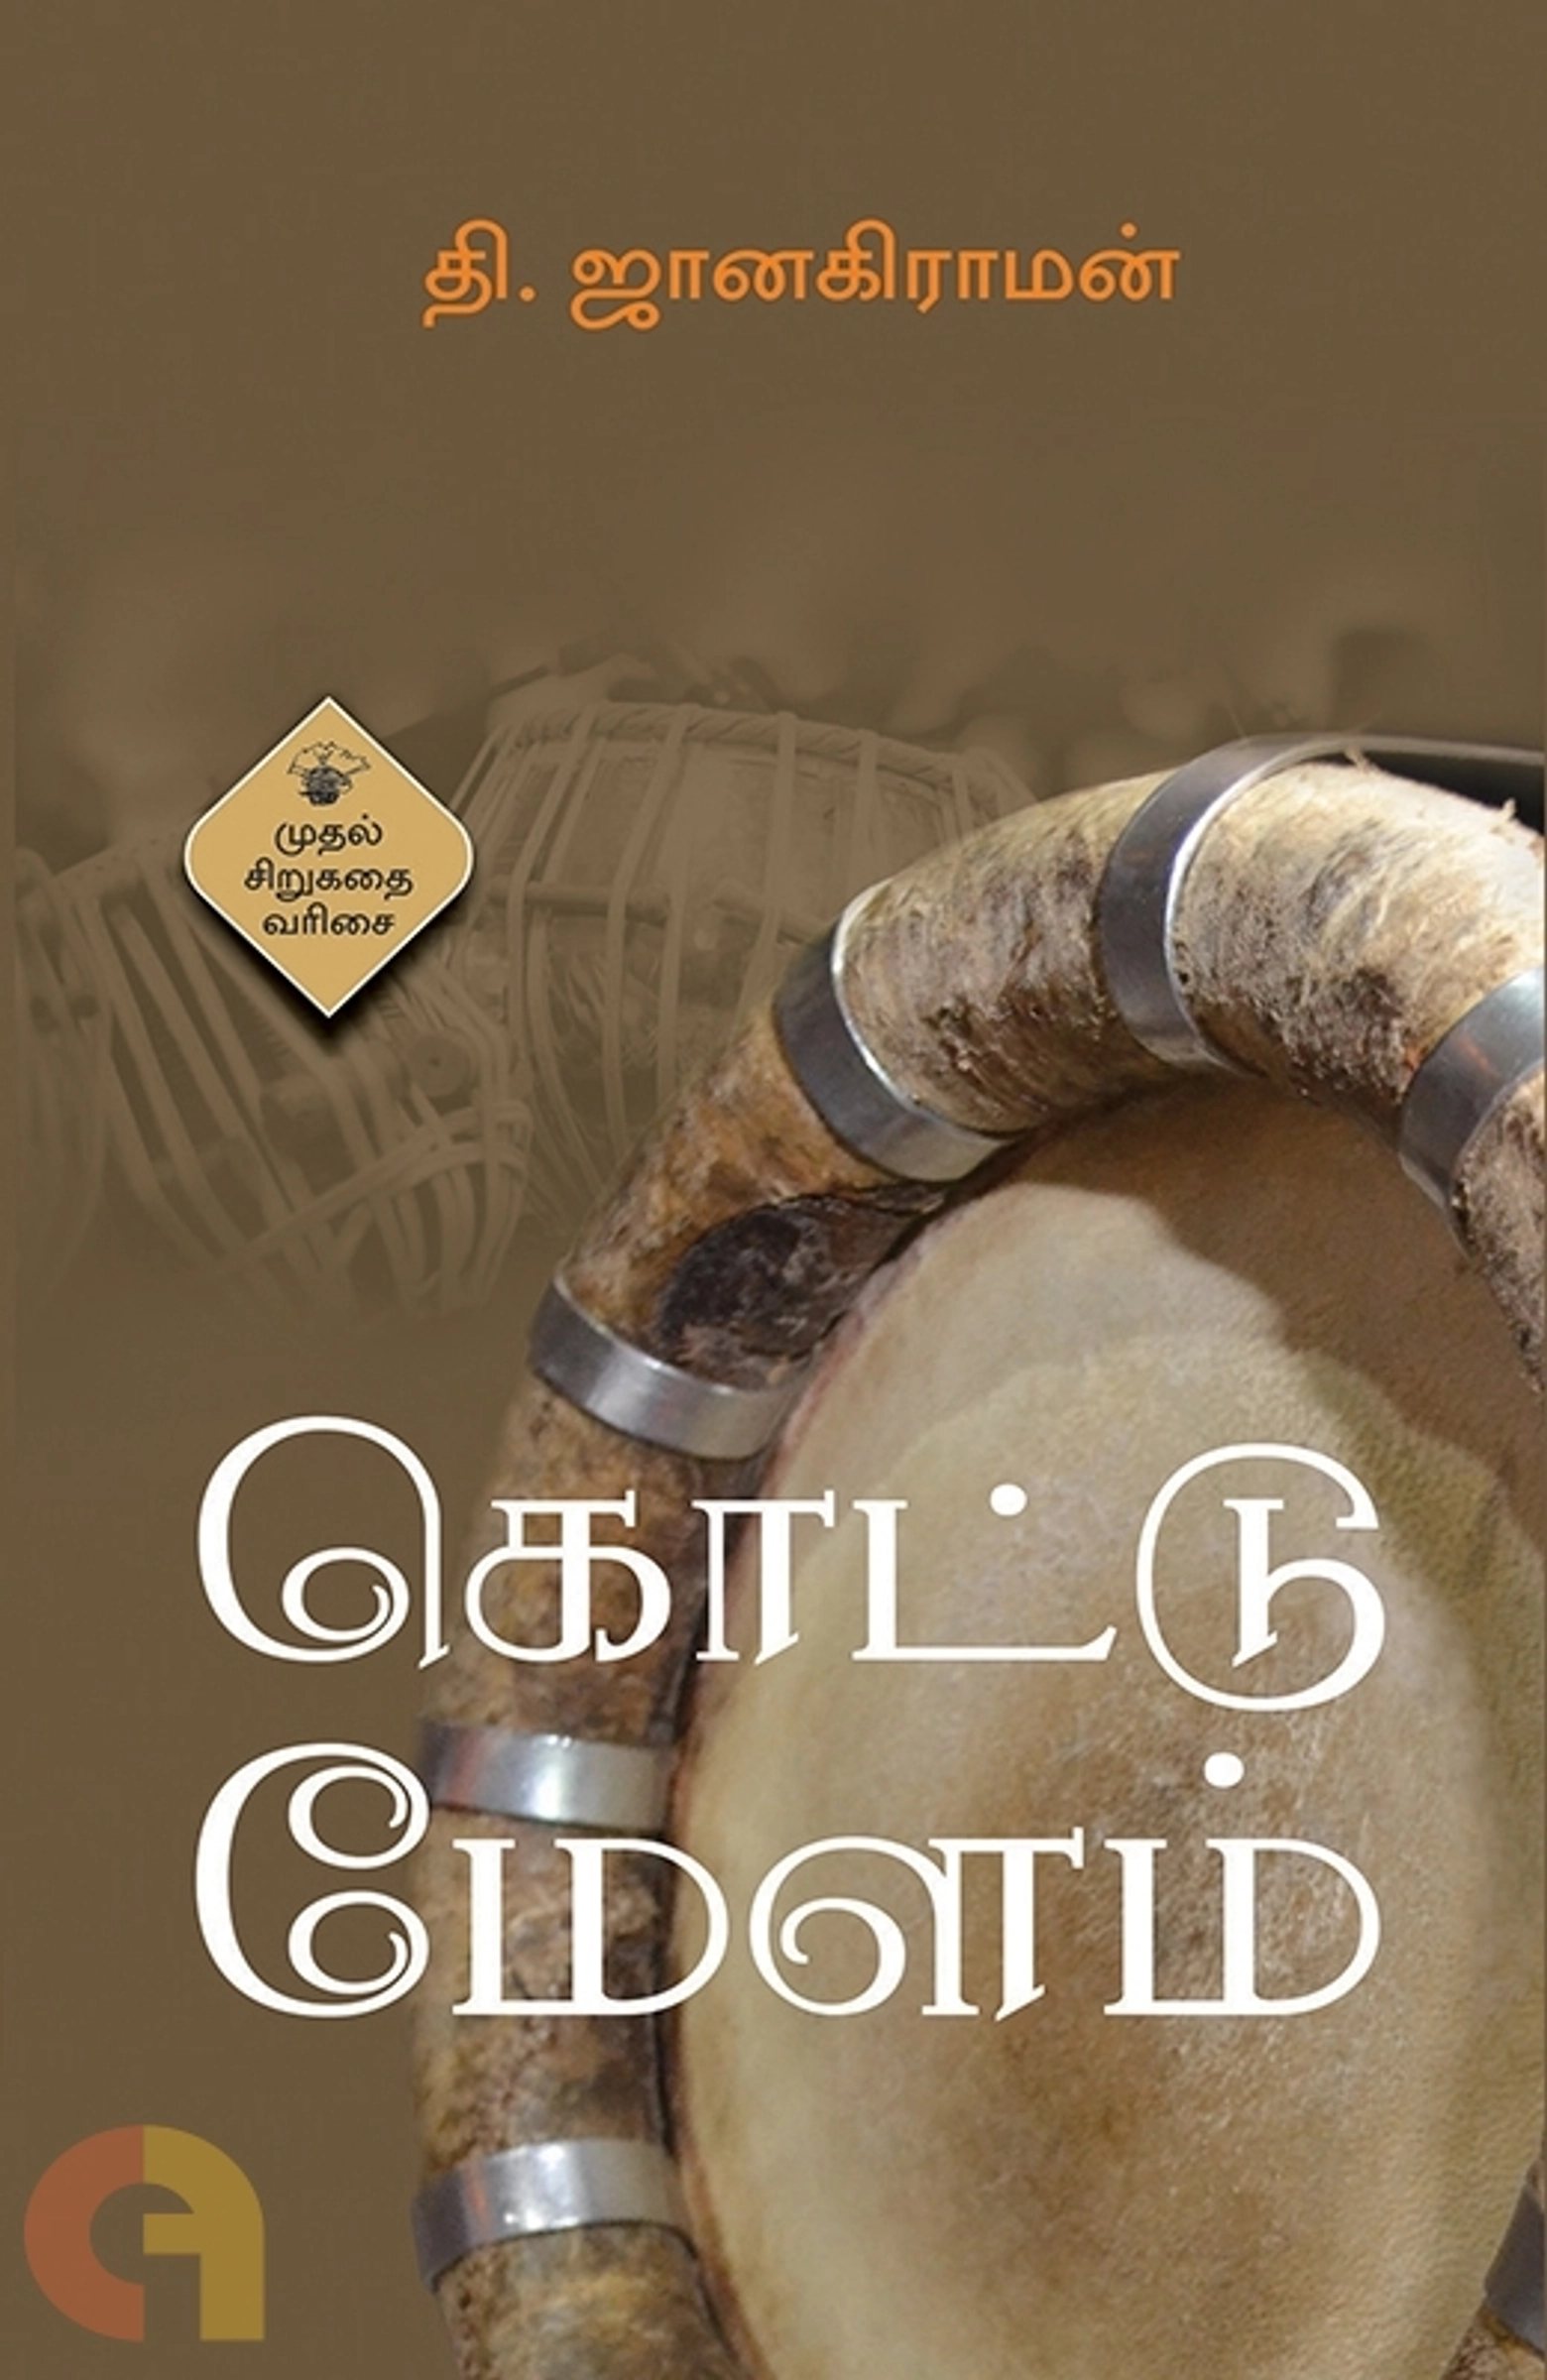 தி. ஜானகிராமன்
முதல்
சிறுகதை
வரிசை
கொட்டு
மேளம்